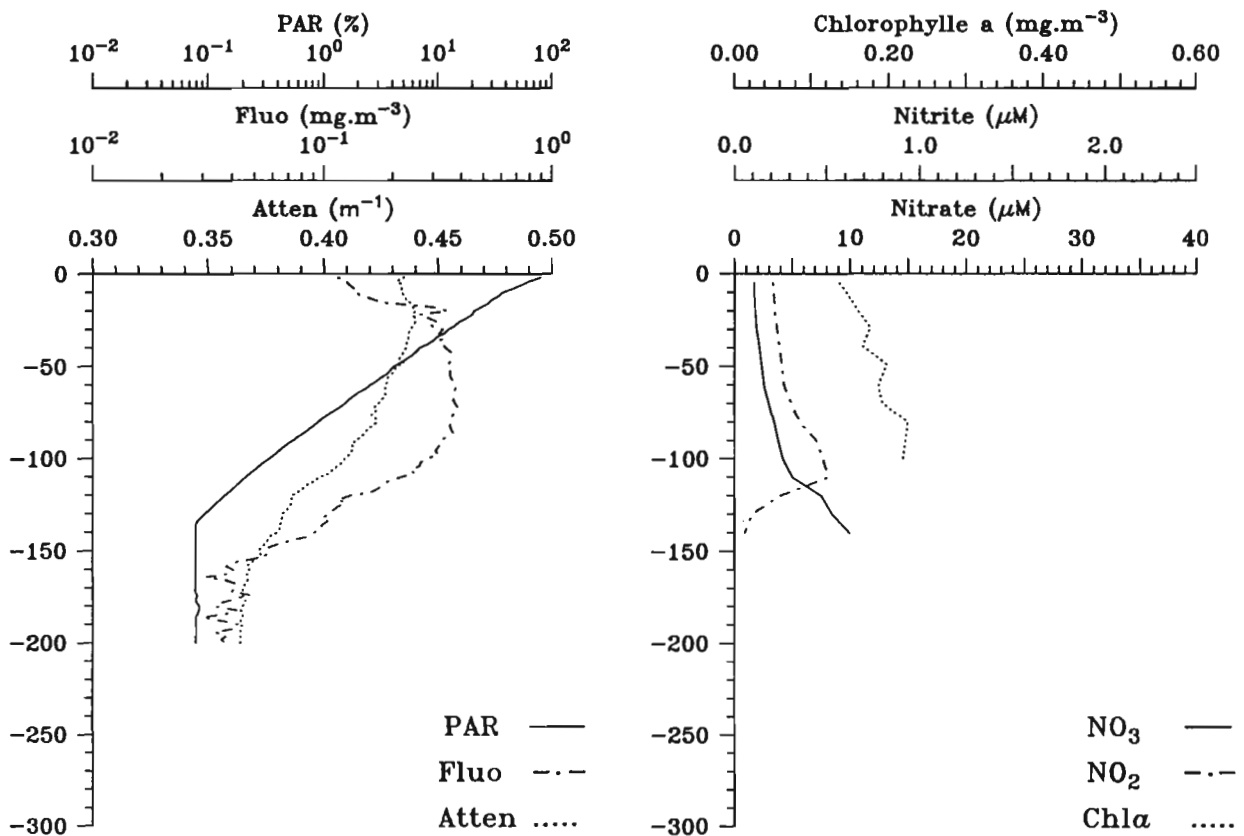 PAR (%)
10⁻² 10⁻¹ 10⁰ 10¹ 10²
Fluo (mg.m⁻³)
10⁻² 10⁻¹ 10⁰
Atten (m⁻¹)
0.30 0.35 0.40 0.45 0.50
0
−50
−100
−150
−200
−250
−300
PAR
Fluo
Atten
Chlorophylle a (mg.m⁻³)
0.00 0.20 0.40 0.60
Nitrite (μM)
0.0 1.0 2.0
Nitrate (μM)
0 10 20 30 40
0
−50
−100
−150
−200
−250
−300
NO₃
NO₂
Chla